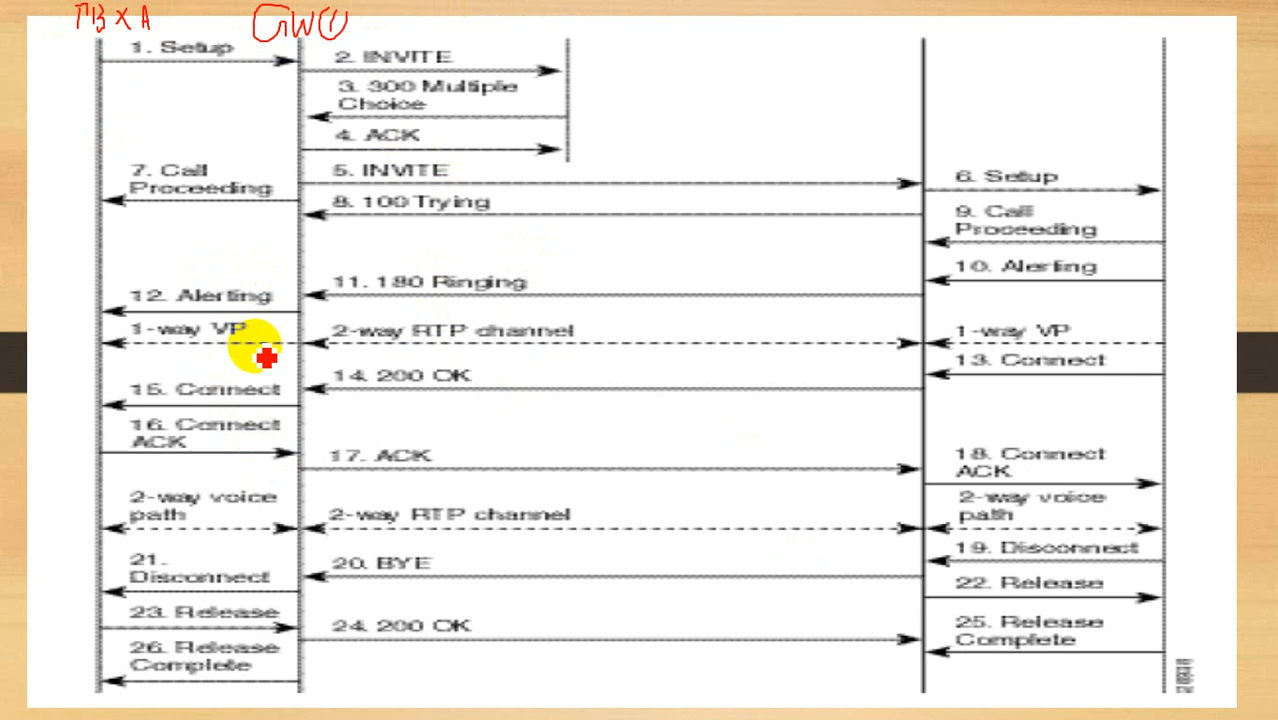 PBXA GW1
1. Setup
2. INVITE
3. 300 Multiple
Choice
4. ACK
7. Call
Proceeding
5. INVITE
6. Setup
8. 100 Trying
9. Call
Proceeding
10. Alerting
11. 180 Ringing
12. Alerting
1-way VP
2-way RTP channel
1-way VP
13. Connect
14. 200 OK
15. Connect
16. Connect
ACK
17. ACK
18. Connect
ACK
2-way voice
path
2-way RTP channel
2-way voice
path
19. Disconnect
20. BYE
21.
Disconnect
22. Release
23. Release
24. 200 OK
25. Release
Complete
26. Release
Complete